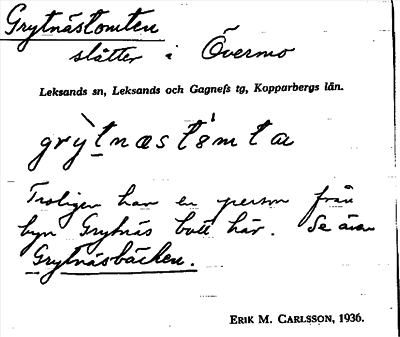 Grytnästomten
slåtter i Övermo
Leksands sn, Leksands och Gagnefs tg, Kopparbergs län.
grỳtnæstòmta
Troligen har en person från
byn Grytnäs bott här. Se även
Grytnäsbäcken.
ERIK M. CARLSSON, 1936.